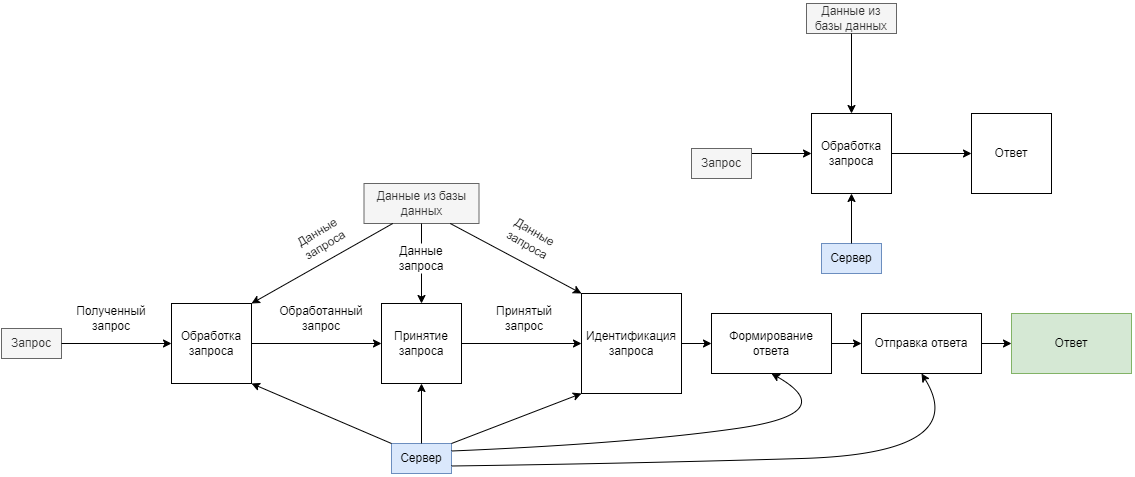 Данные из
базы данных
Обработка
запроса
Ответ
Запрос
Сервер
Данные из базы
данных
Данные
запроса
Данные
запроса
Данные
запроса
Полученный
запрос
Обработанный
запрос
Принятый
запрос
Запрос
Обработка
запроса
Принятие
запроса
Идентификация
запроса
Формирование
ответа
Отправка ответа
Ответ
Сервер